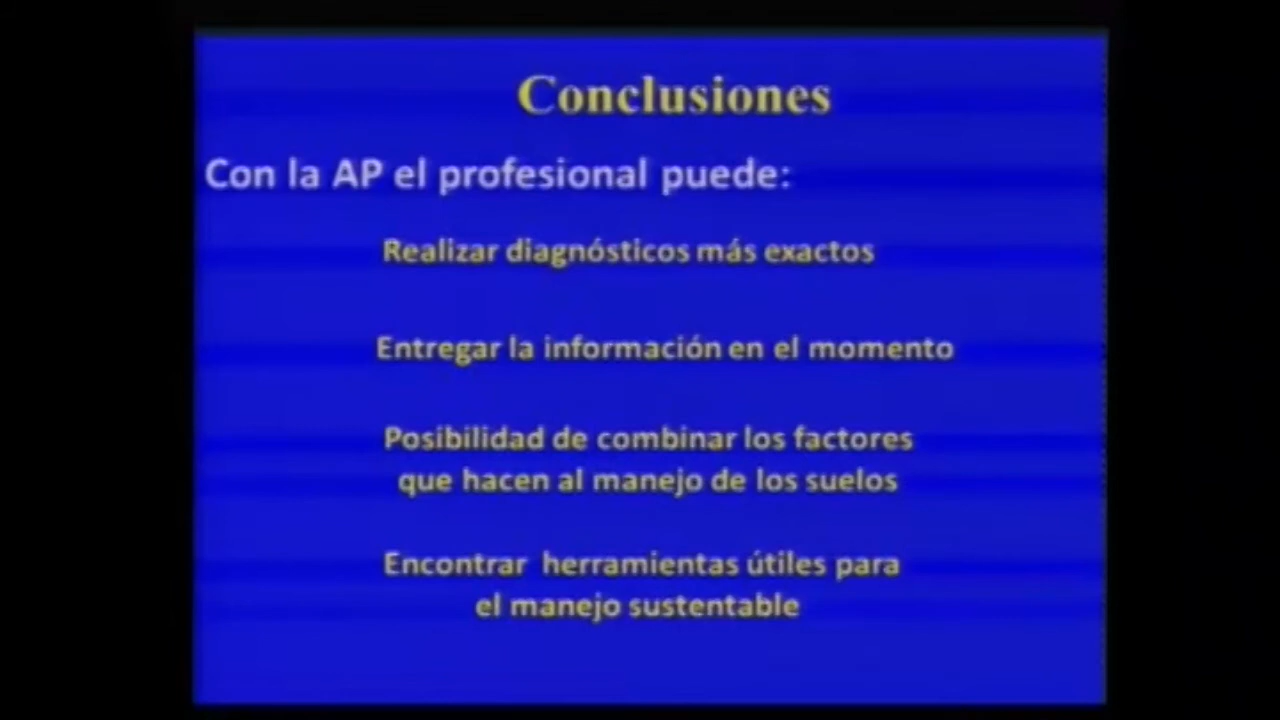 Conclusiones
Con la AP el profesional puede:
Realizar diagnósticos más exactos
Entregar la información en el momento
Posibilidad de combinar los factores
que hacen al manejo de los suelos
Encontrar herramientas útiles para
el manejo sustentable